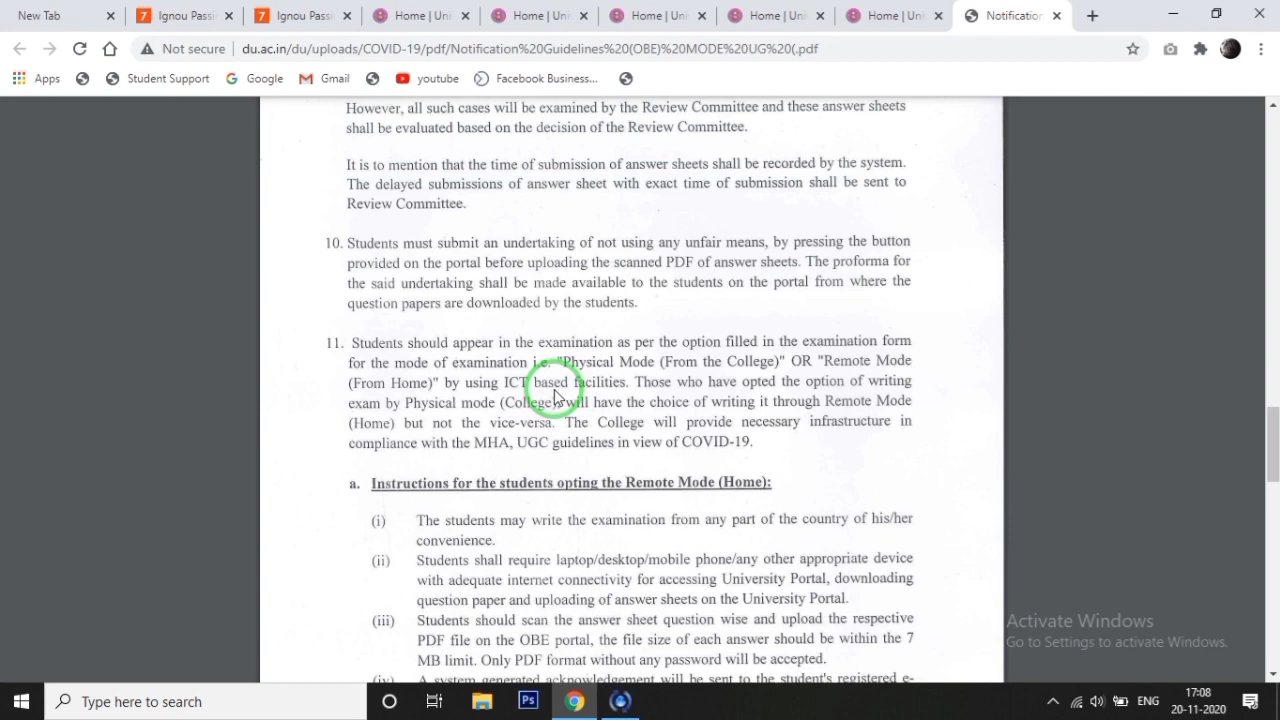 New Tab
Ignou Passi
Ignou Passi
Home | Uni
Home | Uni
Home | Uni
Home | Uni
Home | Uni
Notification
Not secure
du.ac.in/du/uploads/COVID-19/pdf/Notification%20Guidelines%20(OBE)%20MODE%20UG%20(.pdf
Apps
Student Support
Google
Gmail
youtube
Facebook Business...
However, all such cases will be examined by the Review Committee and these answer sheets
shall be evaluated based on the decision of the Review Committee.
It is to mention that the time of submission of answer sheets shall be recorded by the system.
The delayed submissions of answer sheet with exact time of submission shall be sent to
Review Committee.
10. Students must submit an undertaking of not using any unfair means, by pressing the button
provided on the portal before uploading the scanned PDF of answer sheets. The proforma for
the said undertaking shall be made available to the students on the portal from where the
question papers are downloaded by the students.
11. Students should appear in the examination as per the option filled in the examination form
for the mode of examination i.e. "Physical Mode (From the College)" OR "Remote Mode
(From Home)" by using ICT based facilities. Those who have opted the option of writing
exam by Physical mode (College) will have the choice of writing it through Remote Mode
(Home) but not the vice-versa. The College will provide necessary infrastructure in
compliance with the MHA, UGC guidelines in view of COVID-19.
a. Instructions for the students opting the Remote Mode (Home):
(i) The students may write the examination from any part of the country of his/her
convenience.
(ii) Students shall require laptop/desktop/mobile phone/any other appropriate device
with adequate internet connectivity for accessing University Portal, downloading
question paper and uploading of answer sheets on the University Portal.
(iii) Students should scan the answer sheet question wise and upload the respective
PDF file on the OBE portal, the file size of each answer should be within the 7
MB limit. Only PDF format without any password will be accepted.
(iv) A system generated acknowledgement will be sent to the student's registered e-
Activate Windows
Go to Settings to activate Windows.
Type here to search
ENG
17:08
20-11-2020